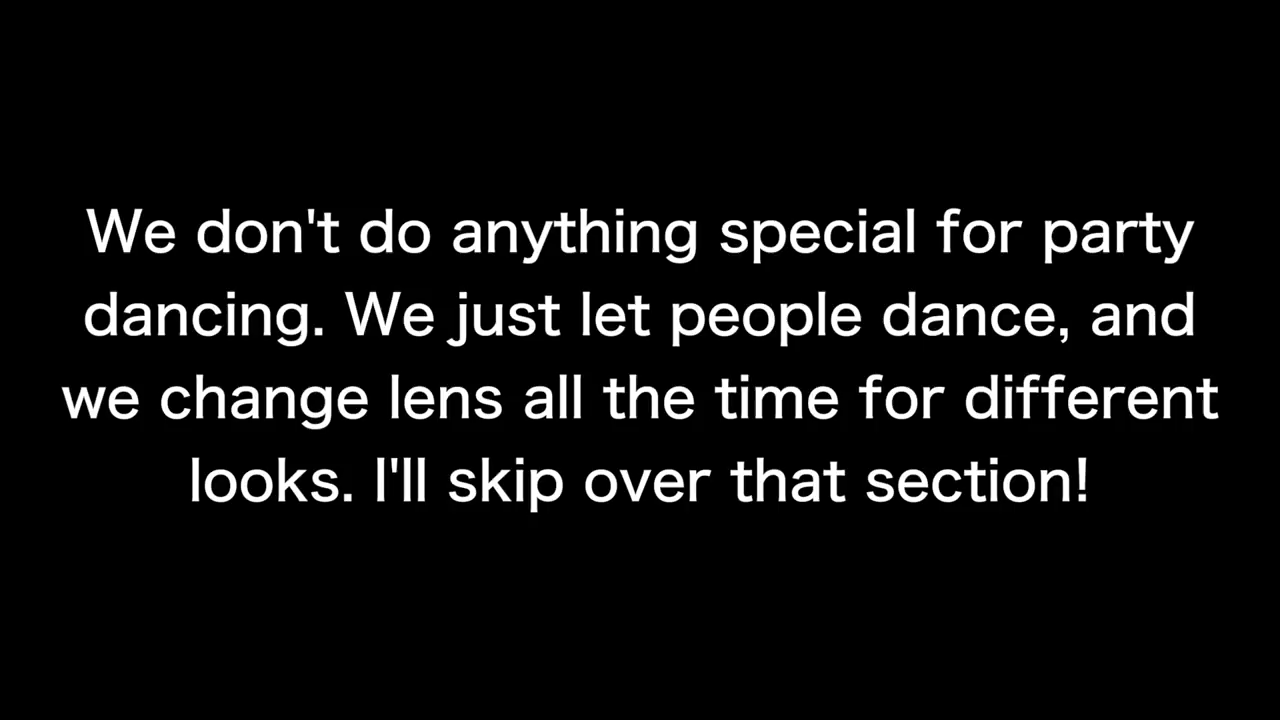 We don't do anything special for party
dancing. We just let people dance, and
we change lens all the time for different
looks. I'll skip over that section!